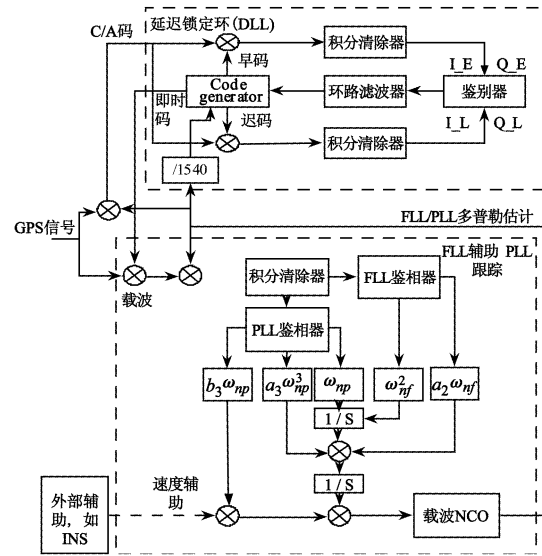 延迟锁定环(DLL)
C/A码
积分清除器
早码
I_E Q_E
Code
generator
环路滤波器
鉴别器
即时
码
迟码
I_L Q_L
积分清除器
/1540
GPS信号
FLL/PLL多普勒估计
载波
FLL辅助 PLL
跟踪
积分清除器
FLL鉴相器
PLL鉴相器
b₃ωₙₚ
a₃ω³ₙₚ
ωₙₚ
ω²ₙf
a₂ωₙf
1/S
1/S
外部辅
助，如
INS
速度辅
助
载波NCO